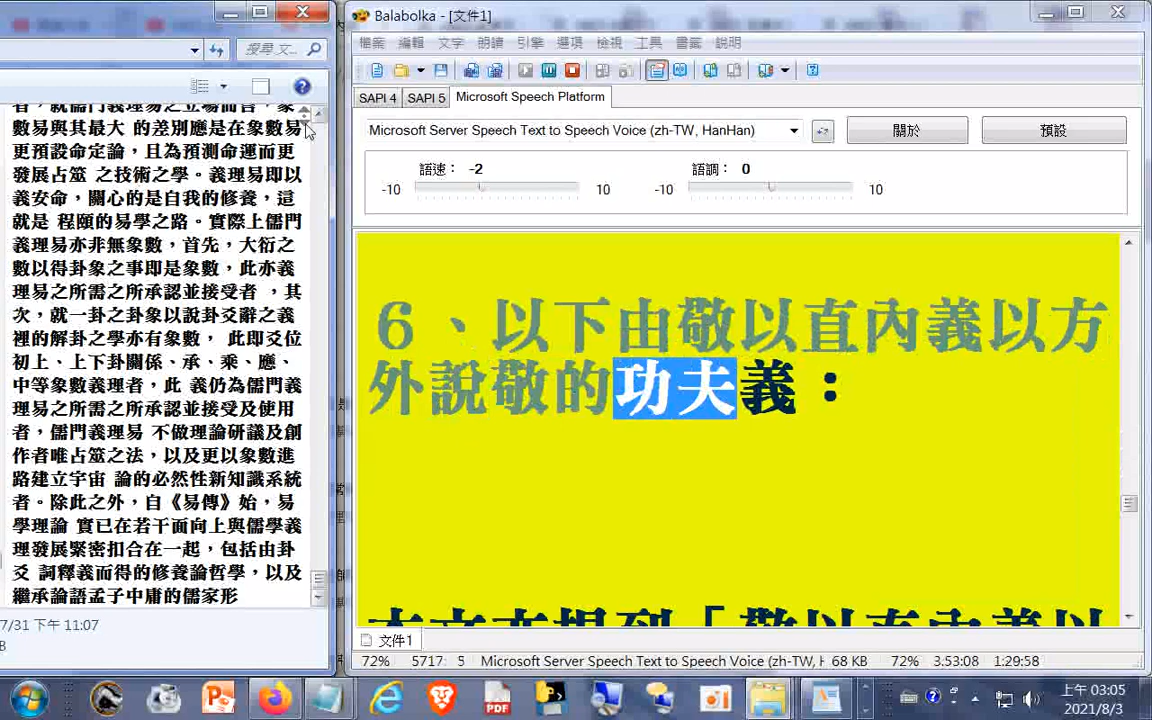 搜尋 文...
者，就儒門義理易之立場而言，象
數易與其最大 的差別應是在象數易
更預設命定論，且為預測命運而更
發展占筮 之技術之學。義理易即以
義安命，關心的是自我的修養，這
就是 程頤的易學之路。實際上儒門
義理易亦非無象數，首先，大衍之
數以得卦象之事即是象數，此亦義
理易之所需之所承認並接受者 ，其
次，就一卦之卦象以說卦爻辭之義
裡的解卦之學亦有象數， 此即爻位
初上、上下卦關係、承、乘、應、
中等象數義理者，此 義仍為儒門義
理易之所需之所承認並接受及使用
者，儒門義理易 不做理論研議及創
作者唯占筮之法，以及更以象數進
路建立宇宙 論的必然性新知識系統
者。除此之外，自《易傳》始，易
學理論 實已在若干面向上與儒學義
理發展緊密扣合在一起，包括由卦
爻 詞釋義而得的修養論哲學，以及
繼承論語孟子中庸的儒家形
7/31 下午 11:07
Balabolka - [文件1]
檔案 編輯 文字 朗讀 引擎 選項 檢視 工具 書籤 說明
SAPI 4 SAPI 5 Microsoft Speech Platform
Microsoft Server Speech Text to Speech Voice (zh-TW, HanHan)
關於 預設
語速： -2 語調： 0
-10 10 -10 10
6、以下由敬以直內義以方
外說敬的功夫義：
本文亦提到「敬以直內義以
文件1
72% 5717: 5 Microsoft Server Speech Text to Speech Voice (zh-TW, H 68 KB 72% 3.53:08 1:29:58
上午 03:05
2021/8/3